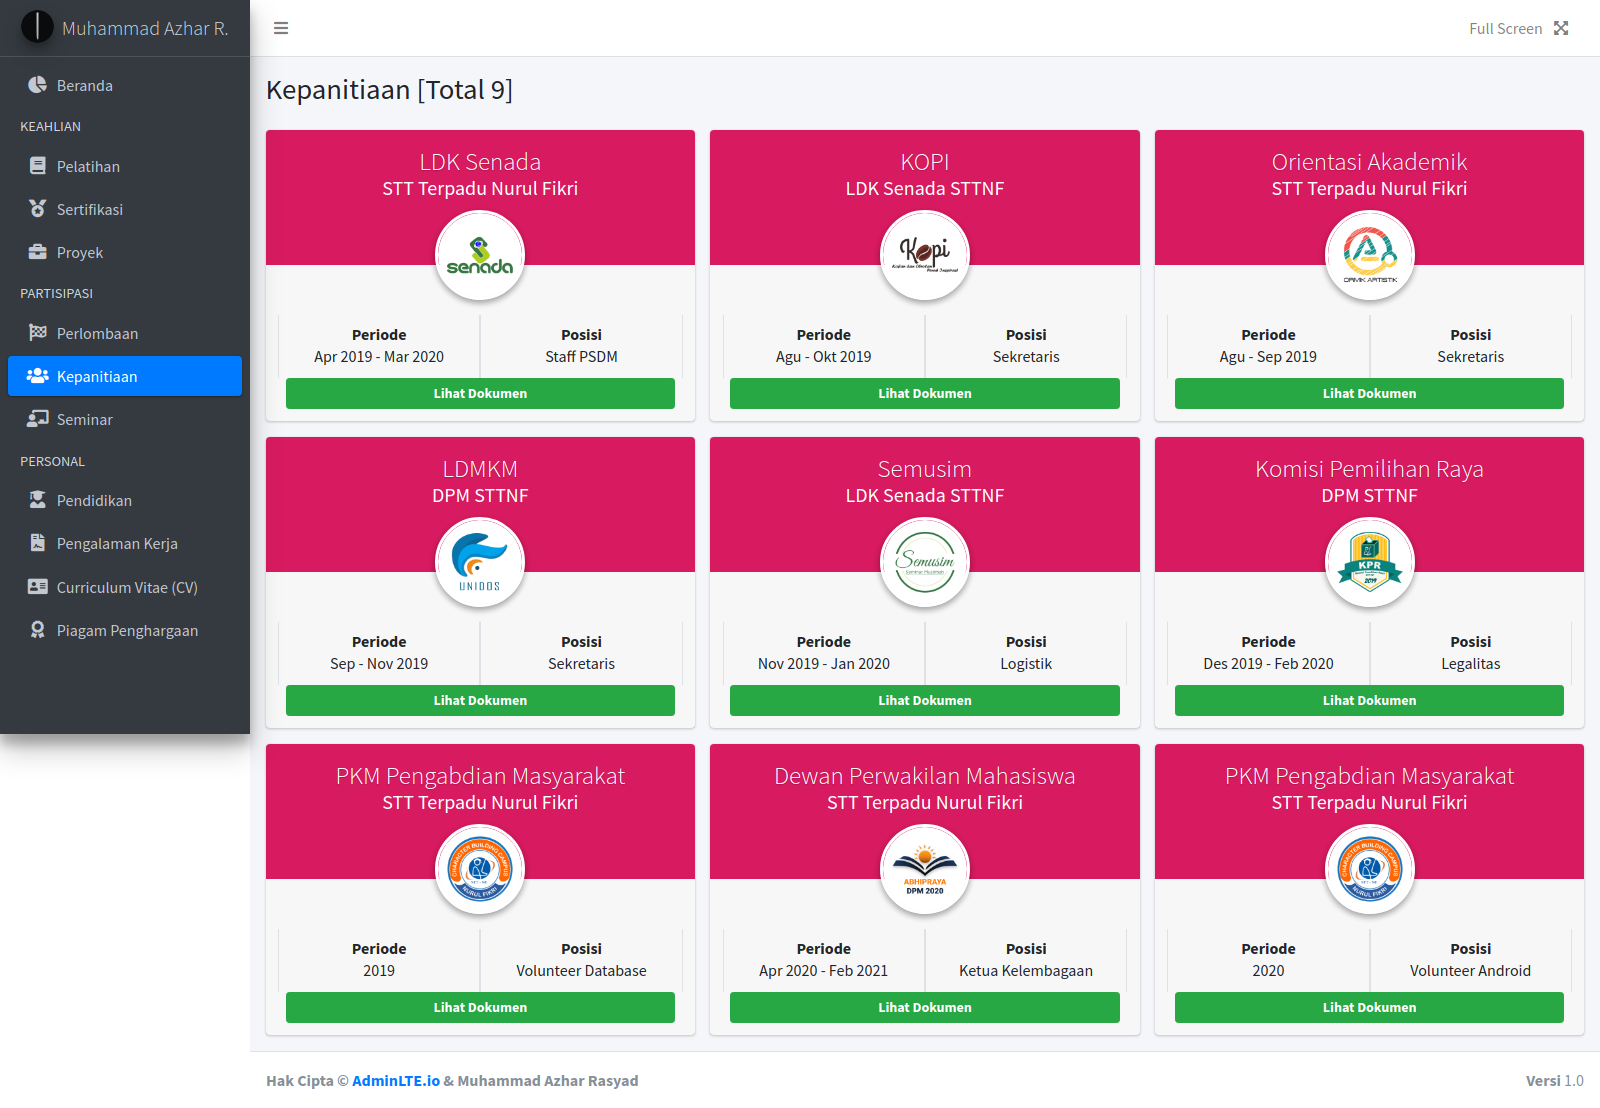 Muhammad Azhar R.
Full Screen
Beranda
KEAHLIAN
Pelatihan
Sertifikasi
Proyek
PARTISIPASI
Perlombaan
Kepanitiaan
Seminar
PERSONAL
Pendidikan
Pengalaman Kerja
Curriculum Vitae (CV)
Piagam Penghargaan
Kepanitiaan [Total 9]
LDK Senada
STT Terpadu Nurul Fikri
senada
Periode
Apr 2019 - Mar 2020
Posisi
Staff PSDM
Lihat Dokumen
KOPI
LDK Senada STTNF
Kopi
Periode
Agu - Okt 2019
Posisi
Sekretaris
Lihat Dokumen
Orientasi Akademik
STT Terpadu Nurul Fikri
ORMIK ARTISTIK
Periode
Agu - Sep 2019
Posisi
Sekretaris
Lihat Dokumen
LDMKM
DPM STTNF
UNIDOS
Periode
Sep - Nov 2019
Posisi
Sekretaris
Lihat Dokumen
Semusim
LDK Senada STTNF
Semusim
Seminar Muslimah
Periode
Nov 2019 - Jan 2020
Posisi
Logistik
Lihat Dokumen
Komisi Pemilihan Raya
DPM STTNF
KPR
2019
Periode
Des 2019 - Feb 2020
Posisi
Legalitas
Lihat Dokumen
PKM Pengabdian Masyarakat
STT Terpadu Nurul Fikri
CHARACTER BUILDING CAMPUS
STT - NF
NURUL FIKRI
Periode
2019
Posisi
Volunteer Database
Lihat Dokumen
Dewan Perwakilan Mahasiswa
STT Terpadu Nurul Fikri
ABHIPRAYA
DPM 2020
Periode
Apr 2020 - Feb 2021
Posisi
Ketua Kelembagaan
Lihat Dokumen
PKM Pengabdian Masyarakat
STT Terpadu Nurul Fikri
CHARACTER BUILDING CAMPUS
STT - NF
NURUL FIKRI
Periode
2020
Posisi
Volunteer Android
Lihat Dokumen
Hak Cipta © AdminLTE.io & Muhammad Azhar Rasyad
Versi 1.0